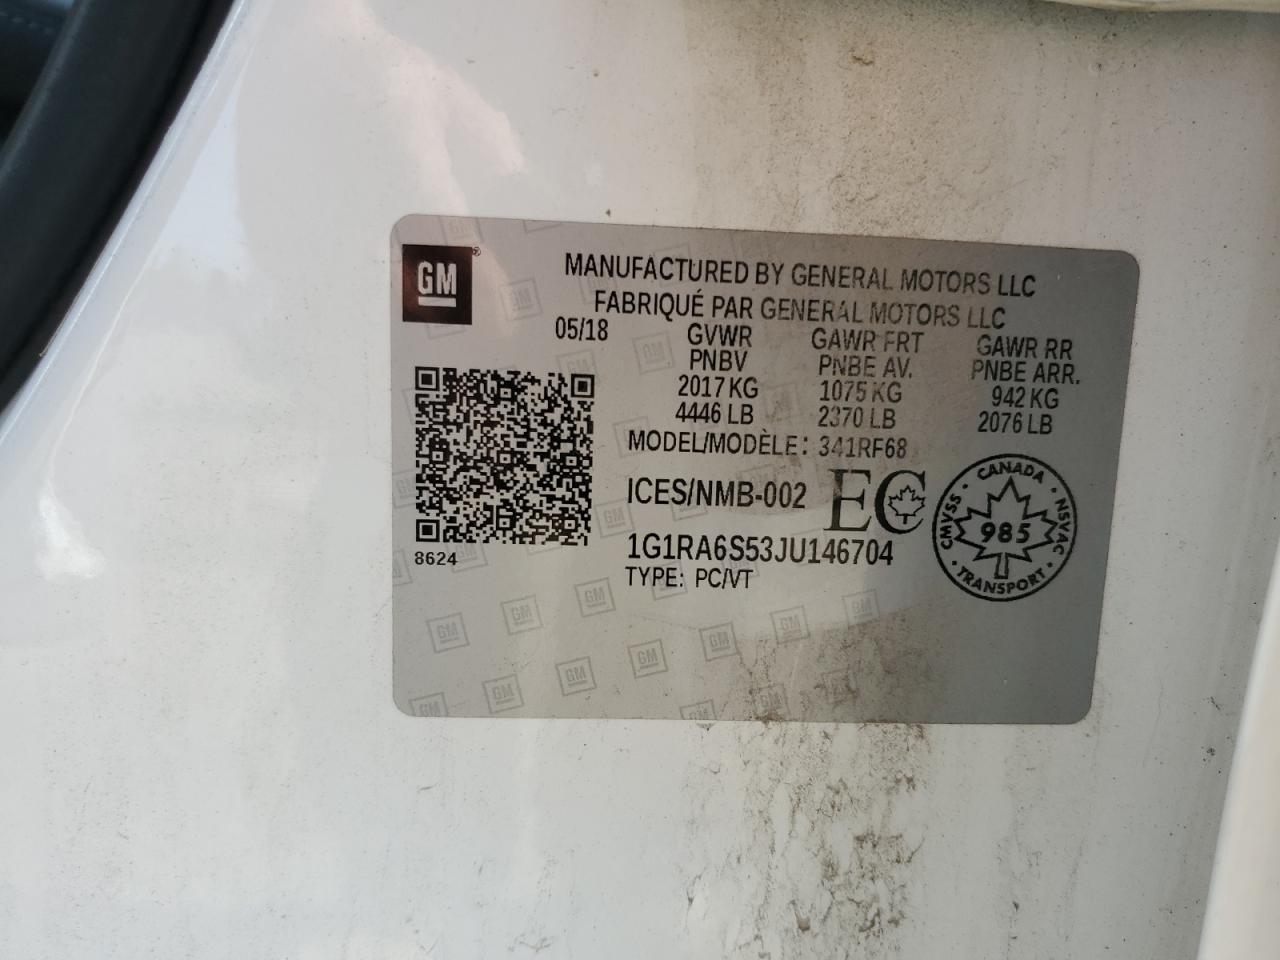 GM
MANUFACTURED BY GENERAL MOTORS LLC
FABRIQUÉ PAR GENERAL MOTORS LLC
05/18 GVWR GAWR FRT GAWR RR
PNBV PNBE AV. PNBE ARR.
2017 KG 1075 KG 942 KG
4446 LB 2370 LB 2076 LB
MODEL/MODÈLE: 341RF68
ICES/NMB-002 EC
CANADA
CMVSS 985 NSVAC
TRANSPORT
1G1RA6S53JU146704
8624
TYPE: PC/VT